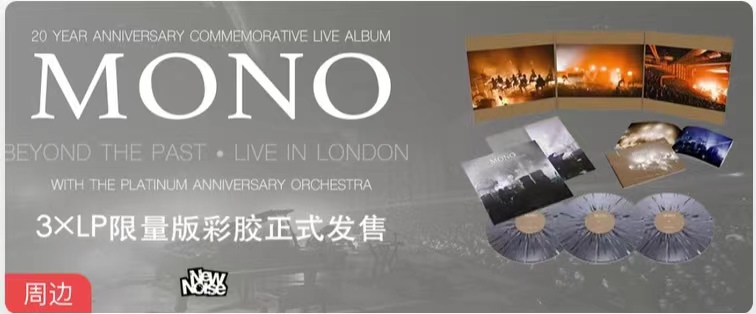 20 YEAR ANNIVERSARY COMMEMORATIVE LIVE ALBUM
MONO
BEYOND THE PAST • LIVE IN LONDON
WITH THE PLATINUM ANNIVERSARY ORCHESTRA
3×LP限量版彩胶正式发售
New Noise
周边
MONO